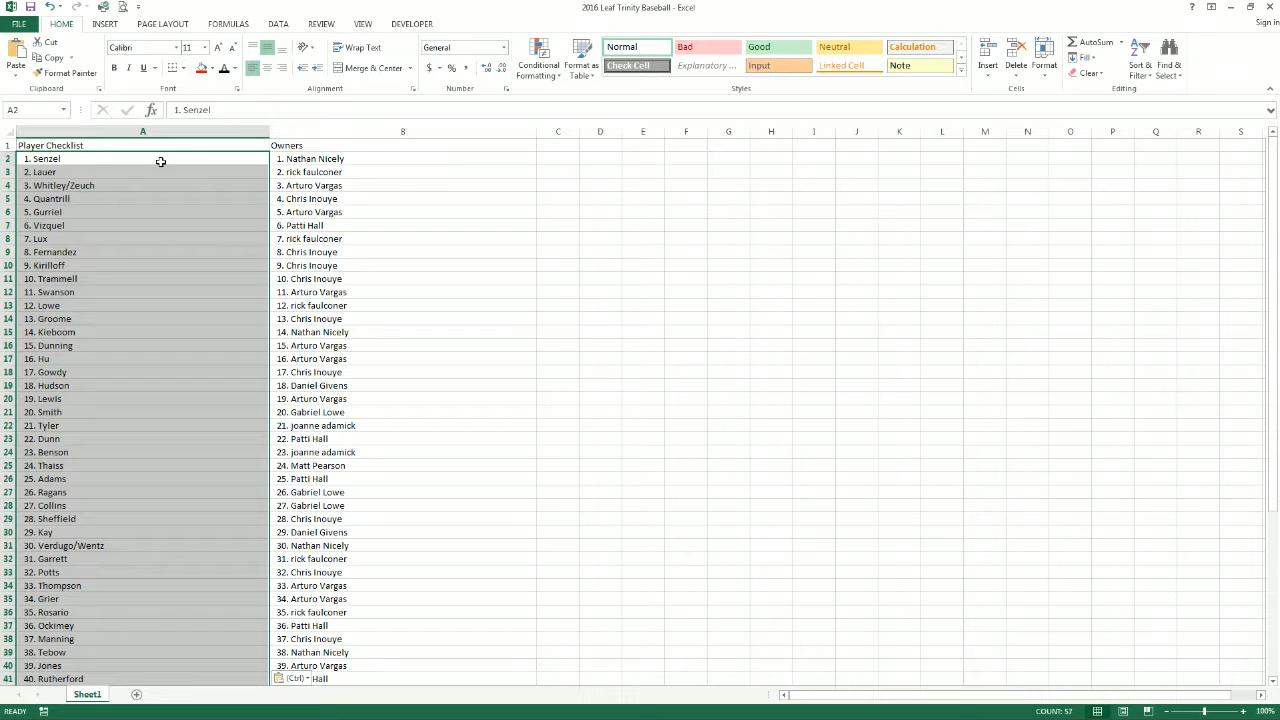 2016 Leaf Trinity Baseball - Excel
Sign in
FILE HOME INSERT PAGE LAYOUT FORMULAS DATA REVIEW VIEW DEVELOPER
Paste Cut Copy Format Painter Clipboard
Calibri 11 A A B I U A Font
Wrap Text Merge & Center Alignment
General $ % , Number
Conditional Formatting Format as Table
Normal Bad Good Neutral Calculation
Check Cell Explanatory ... Input Linked Cell Note
Styles
Insert Delete Format Cells
AutoSum Fill Clear Sort & Filter Find & Select Editing
A2 fx 1. Senzel
A B C D E F G H I J K L M N O P Q R S
1 Player Checklist Owners
2 1. Senzel 1. Nathan Nicely
3 2. Lauer 2. rick faulconer
4 3. Whitley/Zeuch 3. Arturo Vargas
5 4. Quantrill 4. Chris Inouye
6 5. Gurriel 5. Arturo Vargas
7 6. Vizquel 6. Patti Hall
8 7. Lux 7. rick faulconer
9 8. Fernandez 8. Chris Inouye
10 9. Kirilloff 9. Chris Inouye
11 10. Trammell 10. Chris Inouye
12 11. Swanson 11. Arturo Vargas
13 12. Lowe 12. rick faulconer
14 13. Groome 13. Chris Inouye
15 14. Kieboom 14. Nathan Nicely
16 15. Dunning 15. Arturo Vargas
17 16. Hu 16. Arturo Vargas
18 17. Gowdy 17. Chris Inouye
19 18. Hudson 18. Daniel Givens
20 19. Lewis 19. Arturo Vargas
21 20. Smith 20. Gabriel Lowe
22 21. Tyler 21. joanne adamick
23 22. Dunn 22. Patti Hall
24 23. Benson 23. joanne adamick
25 24. Thaiss 24. Matt Pearson
26 25. Adams 25. Patti Hall
27 26. Ragans 26. Gabriel Lowe
28 27. Collins 27. Gabriel Lowe
29 28. Sheffield 28. Chris Inouye
30 29. Kay 29. Daniel Givens
31 30. Verdugo/Wentz 30. Nathan Nicely
32 31. Garrett 31. rick faulconer
33 32. Potts 32. Chris Inouye
34 33. Thompson 33. Arturo Vargas
35 34. Grier 34. Arturo Vargas
36 35. Rosario 35. rick faulconer
37 36. Ockimey 36. Patti Hall
38 37. Manning 37. Chris Inouye
39 38. Tebow 38. Nathan Nicely
40 39. Jones 39. Arturo Vargas
41 40. Rutherford (Ctrl) Hall
Sheet1
READY COUNT: 57 100%